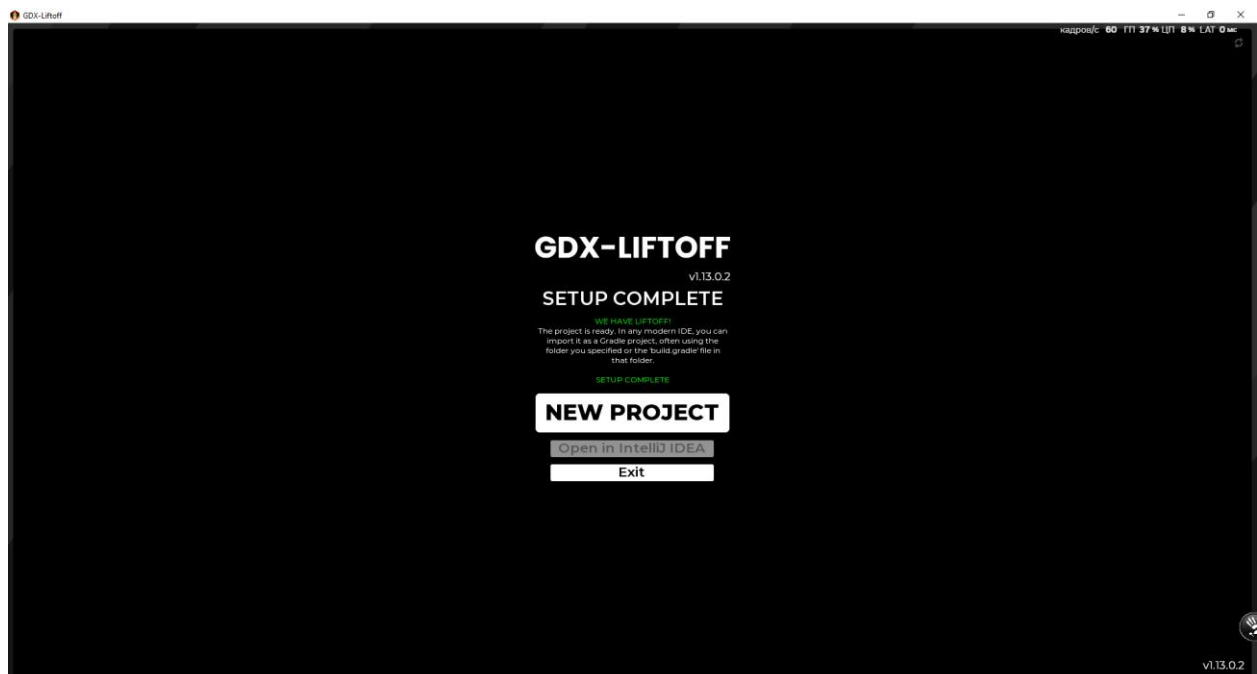 GDX-Liftoff
кадров/с 60 ГП 37 % ЦП 8 % LAT 0 мс
GDX-LIFTOFF
v1.13.0.2
SETUP COMPLETE
WE HAVE LIFTOFF!
The project is ready. In any modern IDE, you can
import it as a Gradle project, often using the
folder you specified or the 'build.gradle' file in
that folder.
SETUP COMPLETE
NEW PROJECT
Open in IntelliJ IDEA
Exit
v1.13.0.2